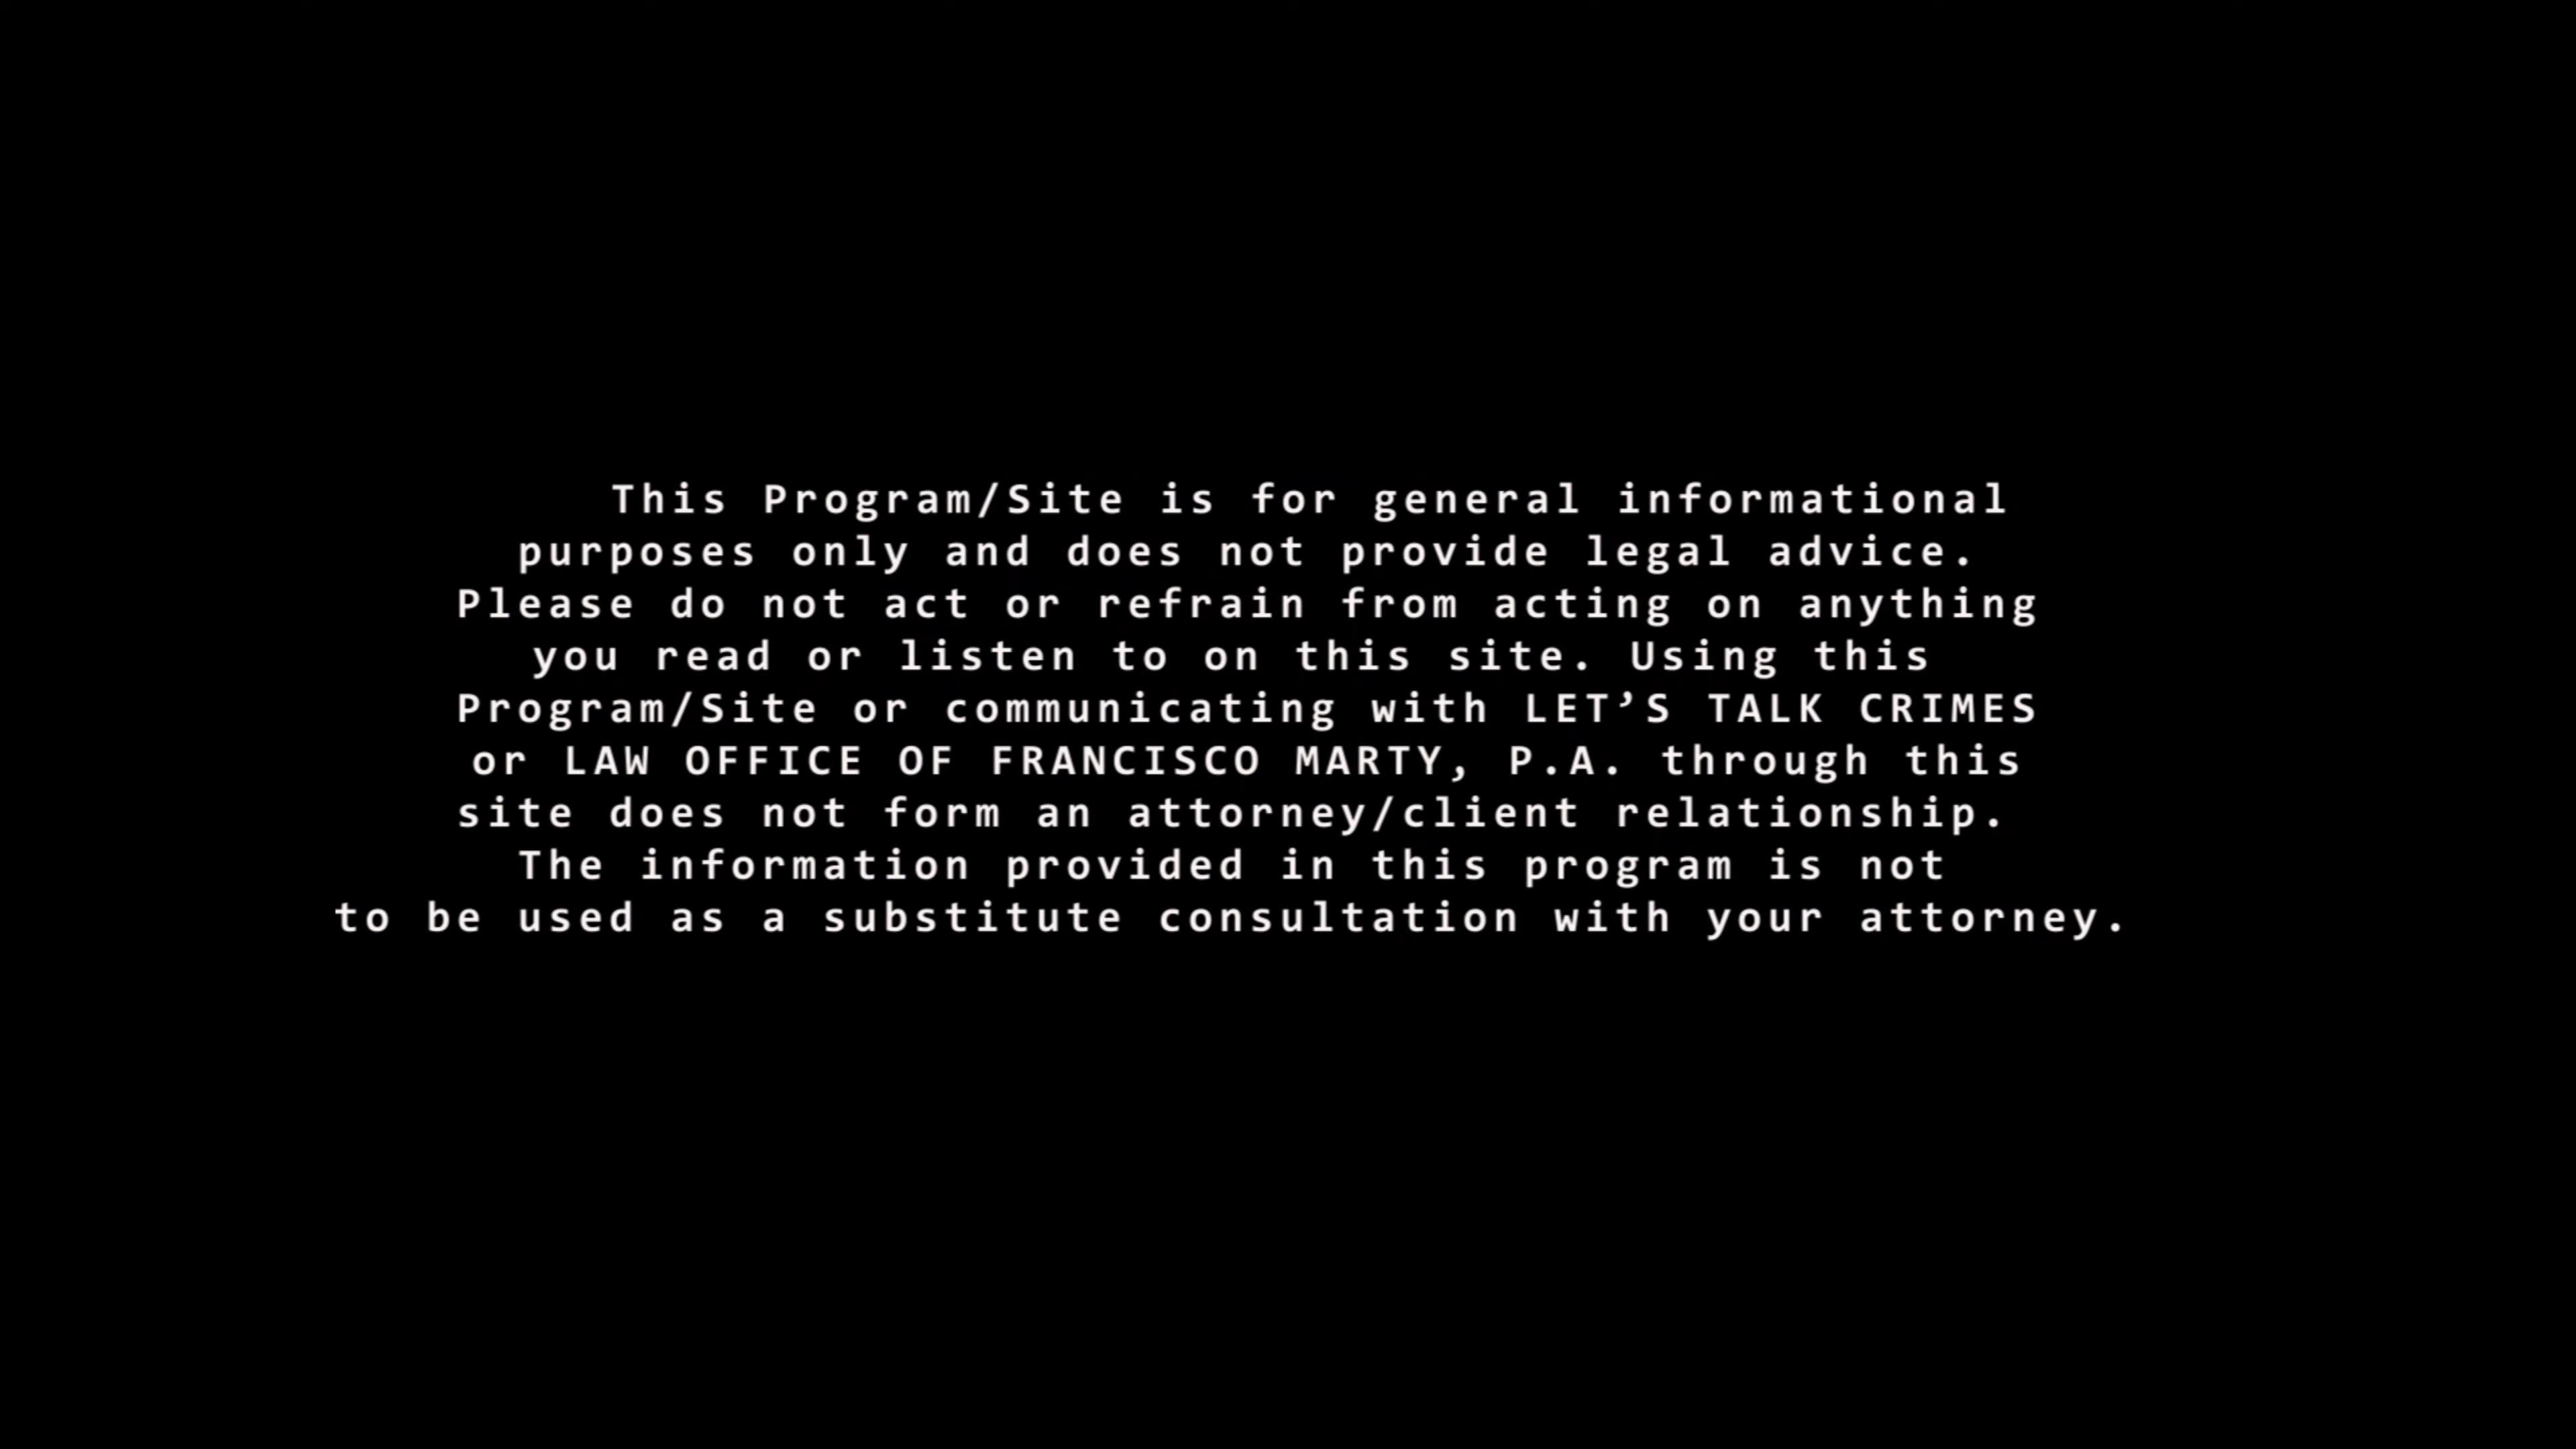 This Program/Site is for general informational
purposes only and does not provide legal advice.
Please do not act or refrain from acting on anything
you read or listen to on this site. Using this
Program/Site or communicating with LET’S TALK CRIMES
or LAW OFFICE OF FRANCISCO MARTY, P.A. through this
site does not form an attorney/client relationship.
The information provided in this program is not
to be used as a substitute consultation with your attorney.